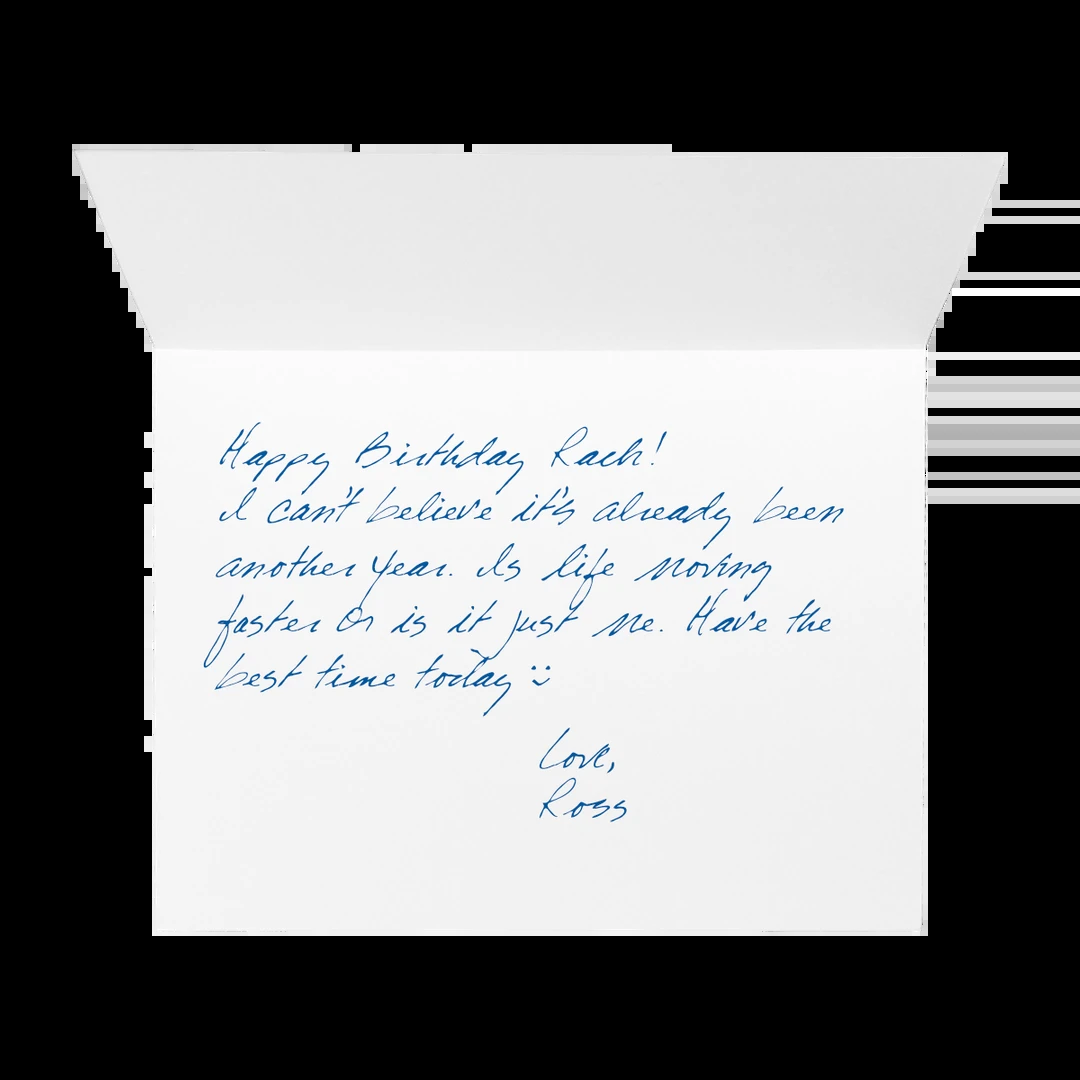 Happy Birthday Rach!
I can't believe it's already been
another year. Is life moving
faster Or is it just me. Have the
best time today :)
Love,
Ross